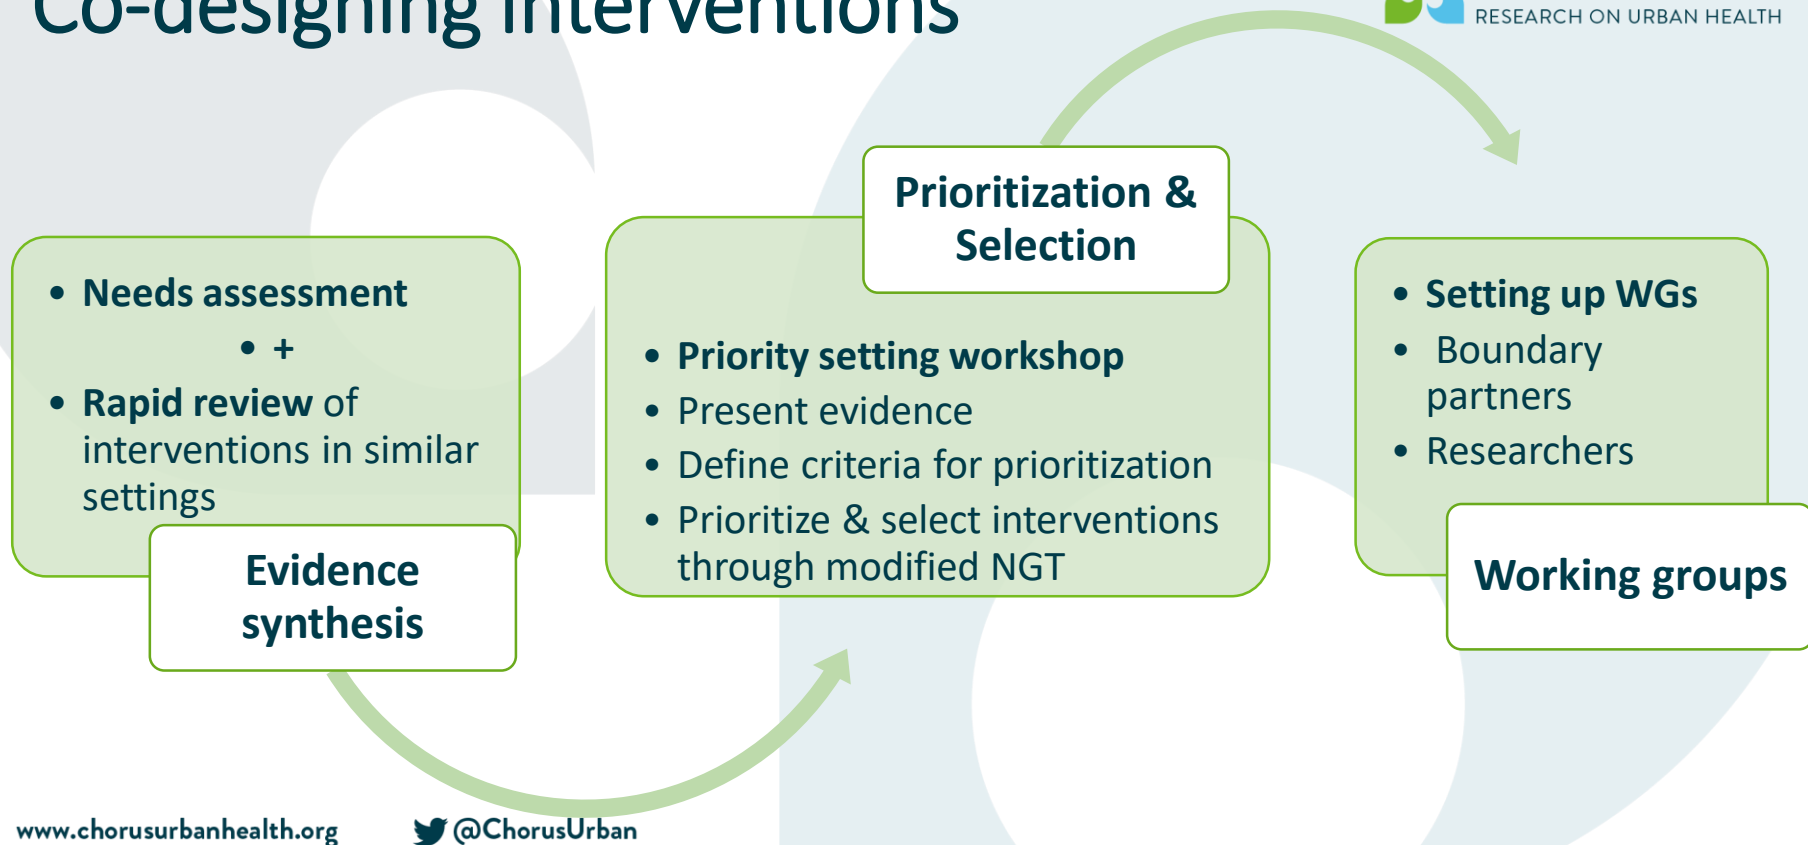 Co-designing interventions
RESEARCH ON URBAN HEALTH
• Needs assessment
• +
• Rapid review of
interventions in similar
settings
Evidence
synthesis
Prioritization &
Selection
• Priority setting workshop
• Present evidence
• Define criteria for prioritization
• Prioritize & select interventions
through modified NGT
• Setting up WGs
• Boundary
partners
• Researchers
Working groups
www.chorusurbanhealth.org
@ChorusUrban